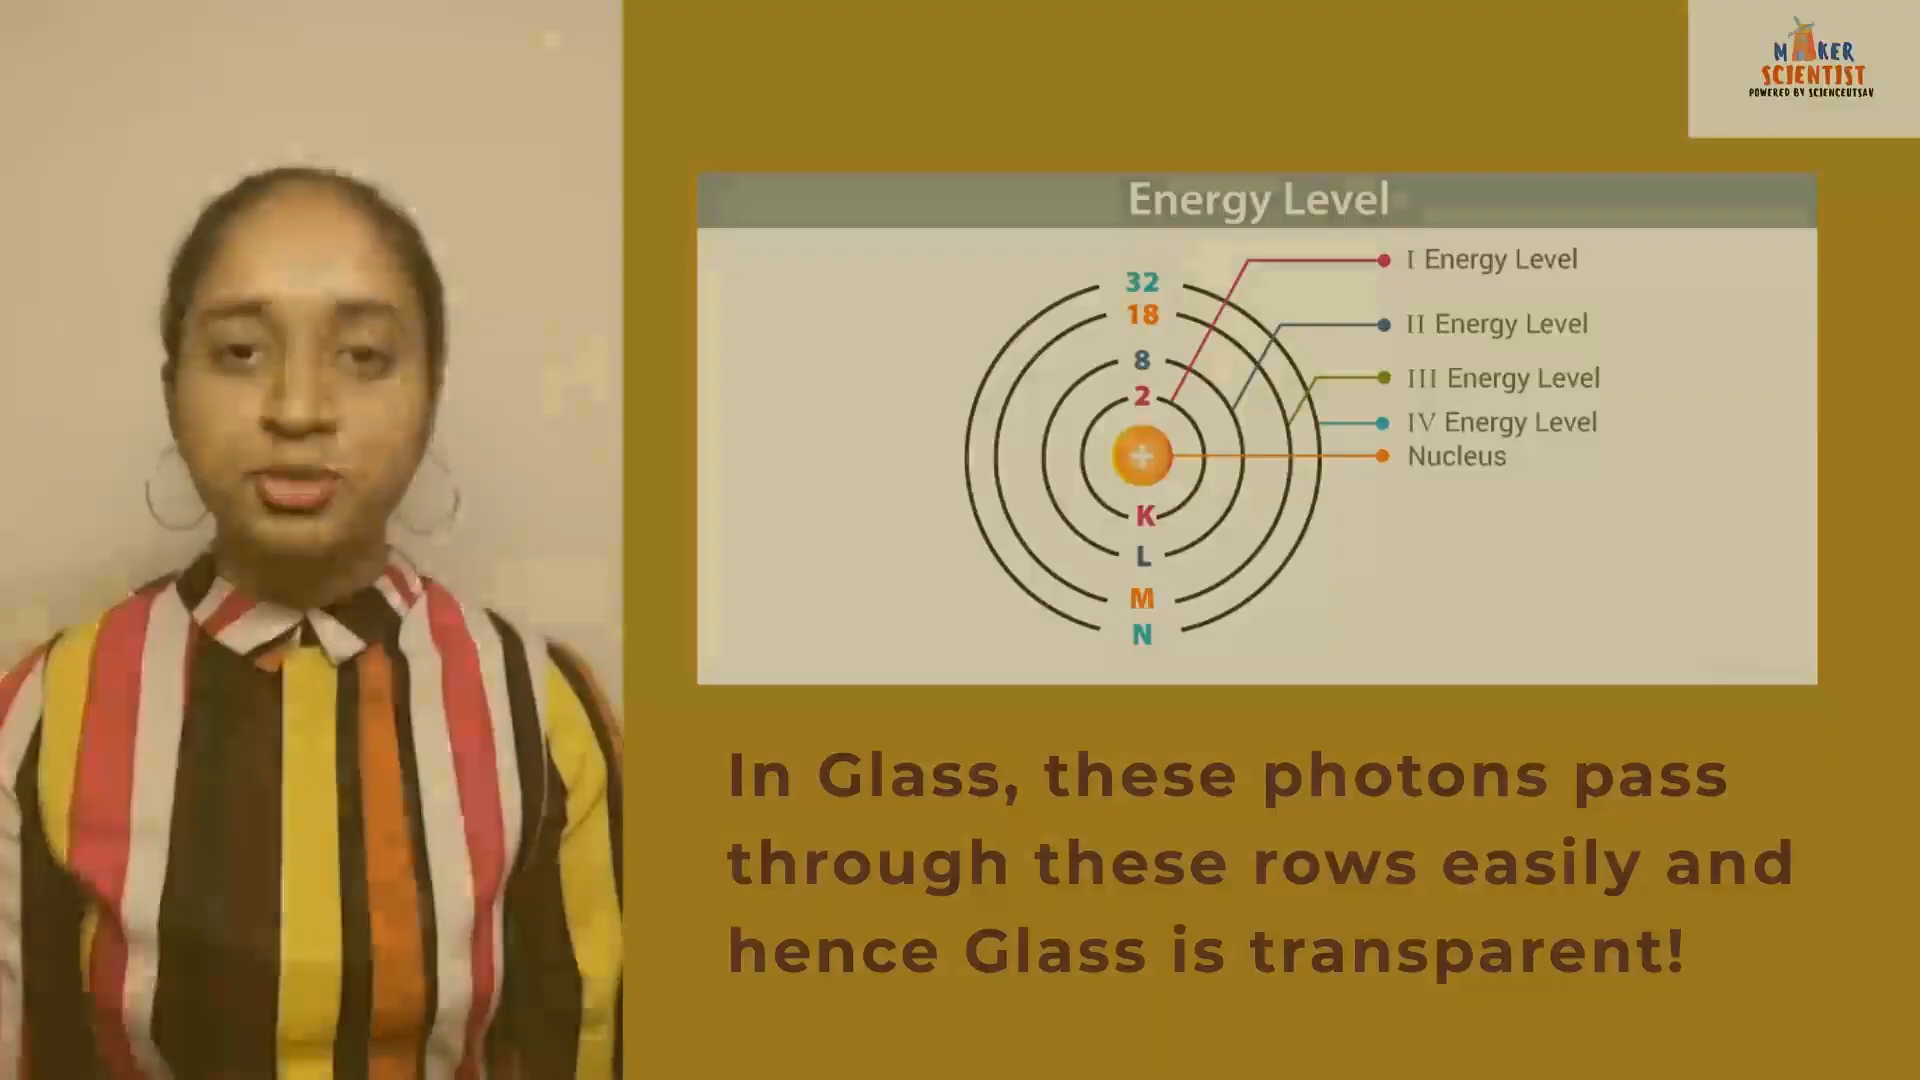 MAKER
SCIENTIST
POWERED BY SCIENCEUTSAV
Energy Level
32
18
8
2
+
K
L
M
N
I Energy Level
II Energy Level
III Energy Level
IV Energy Level
Nucleus
In Glass, these photons pass
through these rows easily and
hence Glass is transparent!